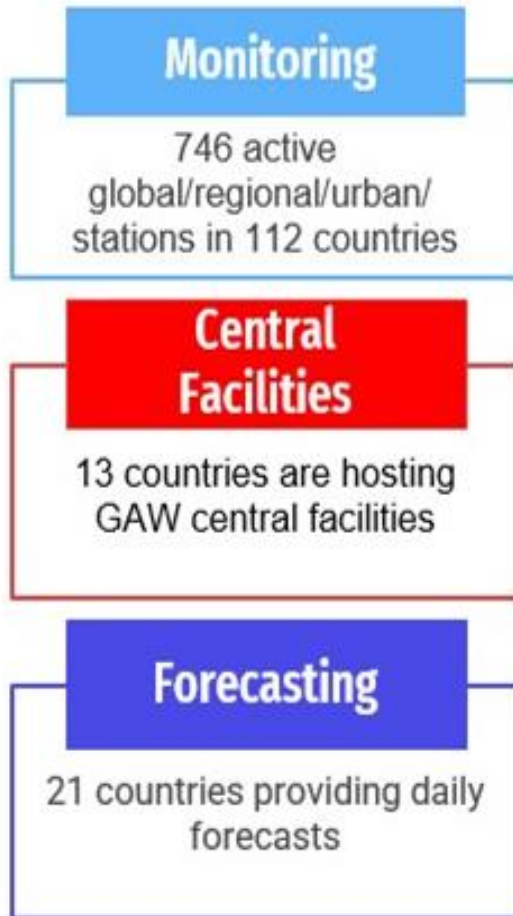 Monitoring
746 active
global/regional/urban/
stations in 112 countries
Central
Facilities
13 countries are hosting
GAW central facilities
Forecasting
21 countries providing daily
forecasts